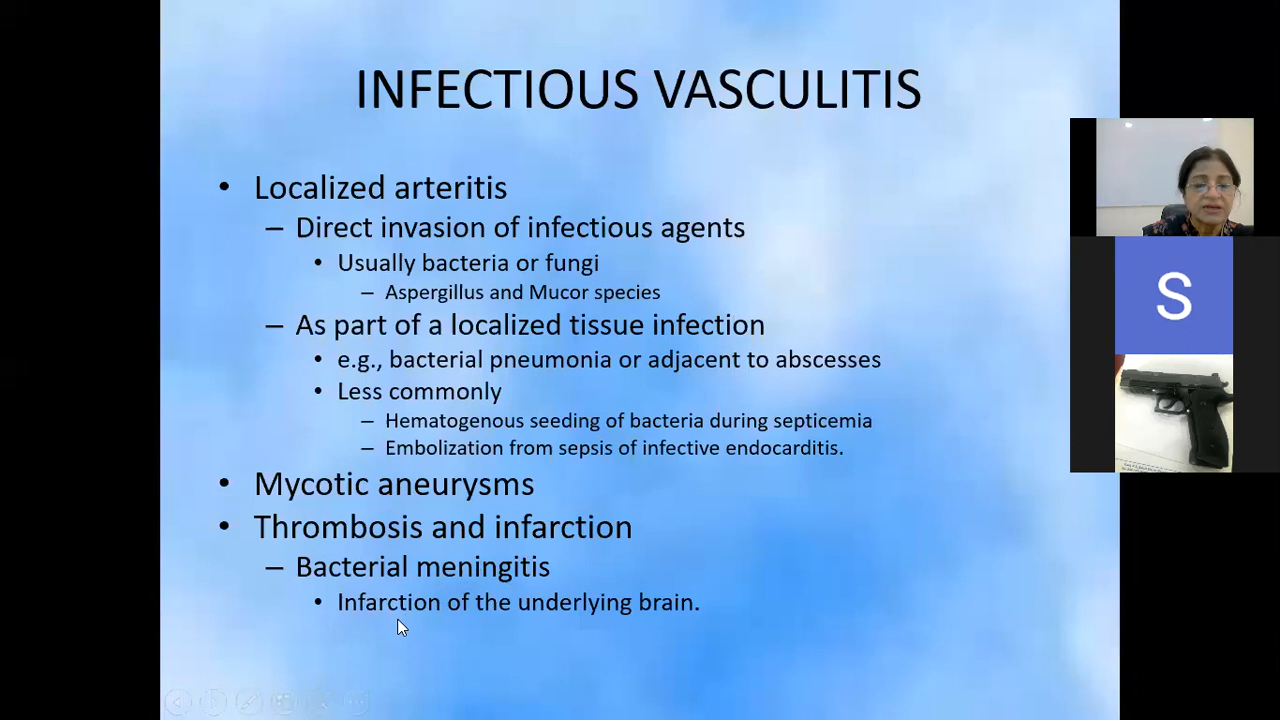 INFECTIOUS VASCULITIS
• Localized arteritis
– Direct invasion of infectious agents
• Usually bacteria or fungi
– Aspergillus and Mucor species
– As part of a localized tissue infection
• e.g., bacterial pneumonia or adjacent to abscesses
• Less commonly
– Hematogenous seeding of bacteria during septicemia
– Embolization from sepsis of infective endocarditis.
• Mycotic aneurysms
• Thrombosis and infarction
– Bacterial meningitis
• Infarction of the underlying brain.
S